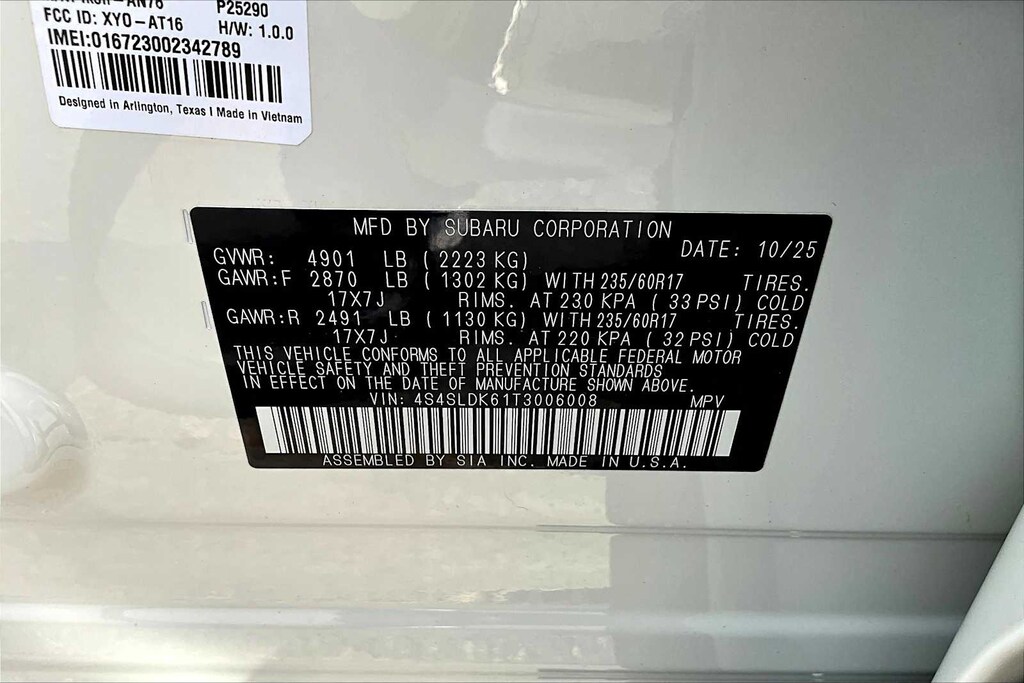 P25290
FCC ID: XYO-AT16
H/W: 1.0.0
IMEI:016723002342789
Designed in Arlington, Texas I Made in Vietnam
MFD BY SUBARU CORPORATION
DATE: 10/25
GVWR: 4901 LB ( 2223 KG)
GAWR:F 2870 LB ( 1302 KG) WITH 235/60R17 TIRES.
17X7J RIMS. AT 230 KPA ( 33 PSI) COLD
GAWR:R 2491 LB ( 1130 KG) WITH 235/60R17 TIRES.
17X7J RIMS. AT 220 KPA ( 32 PSI) COLD
THIS VEHICLE CONFORMS TO ALL APPLICABLE FEDERAL MOTOR
VEHICLE SAFETY AND THEFT PREVENTION STANDARDS
IN EFFECT ON THE DATE OF MANUFACTURE SHOWN ABOVE.
VIN: 4S4SLDK61T3006008 MPV
ASSEMBLED BY SIA INC. MADE IN U.S.A.